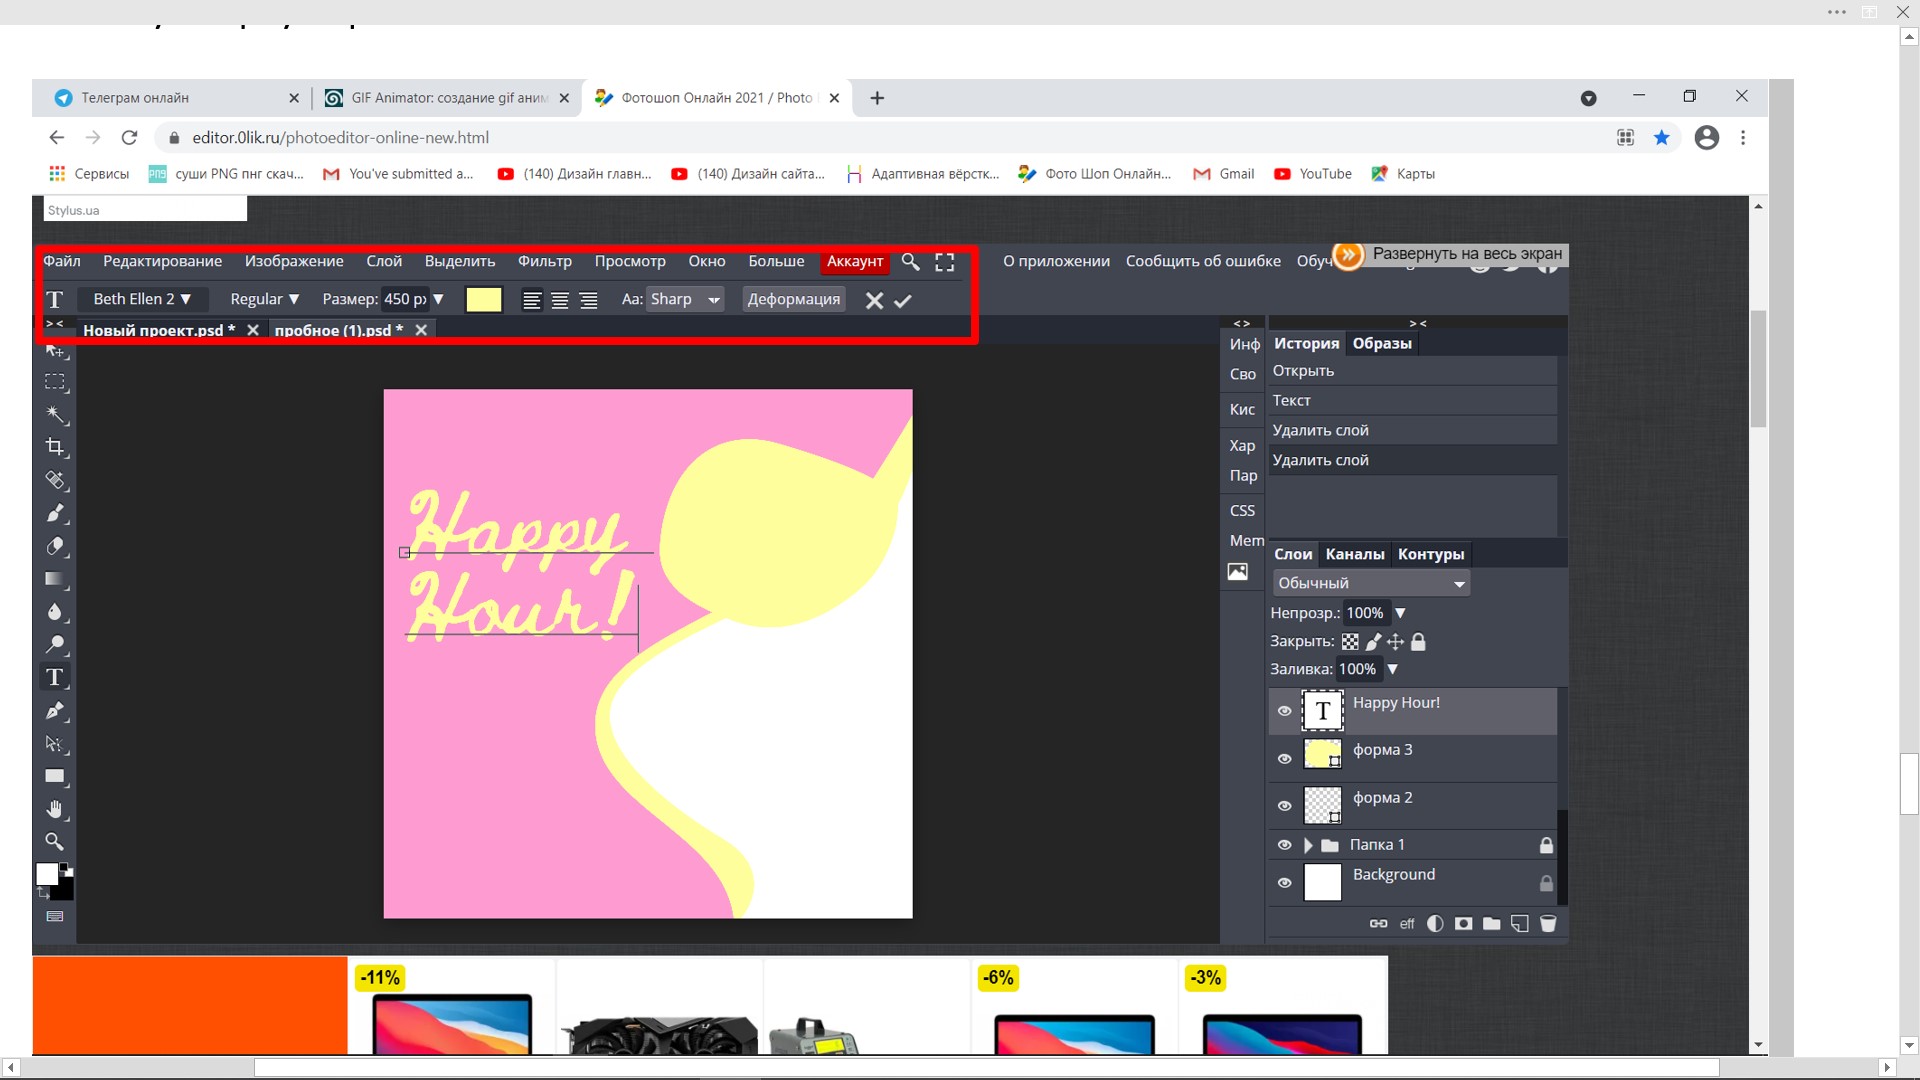 Телеграм онлайн
GIF Animator: создание gif аним
Фотошоп Онлайн 2021 / Photo
editor.0lik.ru/photoeditor-online-new.html
Сервисы
суши PNG пнг скач...
You've submitted a...
(140) Дизайн главн...
(140) Дизайн сайта...
Адаптивная вёрстк...
Фото Шоп Онлайн...
Gmail
YouTube
Карты
Stylus.ua
Файл Редактирование Изображение Слой Выделить Фильтр Просмотр Окно Больше Аккаунт
О приложении Сообщить об ошибке Обуч
Развернуть на весь экран
T Beth Ellen 2 Regular Размер: 450 px Aa: Sharp Деформация
Новый проект.psd *
пробное (1).psd *
Happy
Hour!
Инф
Сво
Кис
Хар
Пар
CSS
Mem
История Образы
Открыть
Текст
Удалить слой
Удалить слой
Слои Каналы Контуры
Обычный
Непрозр.: 100%
Закрыть:
Заливка: 100%
T Happy Hour!
форма 3
форма 2
Папка 1
Background
eff
-11%
-6%
-3%